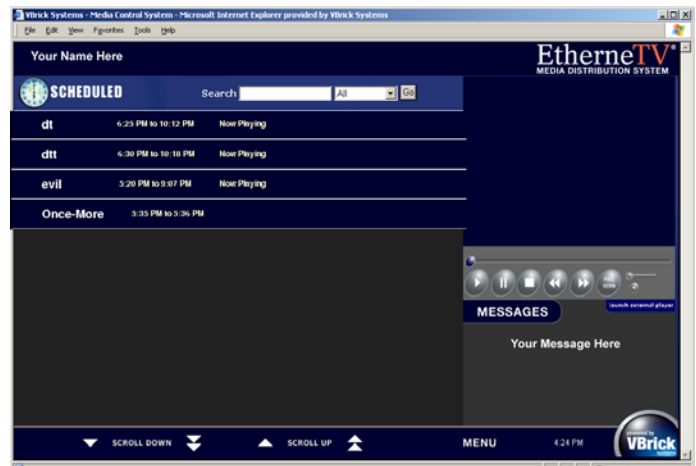 VBrick Systems - Media Control System - Microsoft Internet Explorer provided by VBrick Systems
File Edit View Favorites Tools Help
Your Name Here
EtherneTV®
MEDIA DISTRIBUTION SYSTEM
SCHEDULED Search All Go
dt 6:25 PM to 10:12 PM Now Playing
dtt 6:30 PM to 10:18 PM Now Playing
evil 5:20 PM to 9:07 PM Now Playing
Once-More 5:35 PM to 5:36 PM
launch external player
MESSAGES
Your Message Here
SCROLL DOWN SCROLL UP MENU 4:24 PM
powered by
VBrick